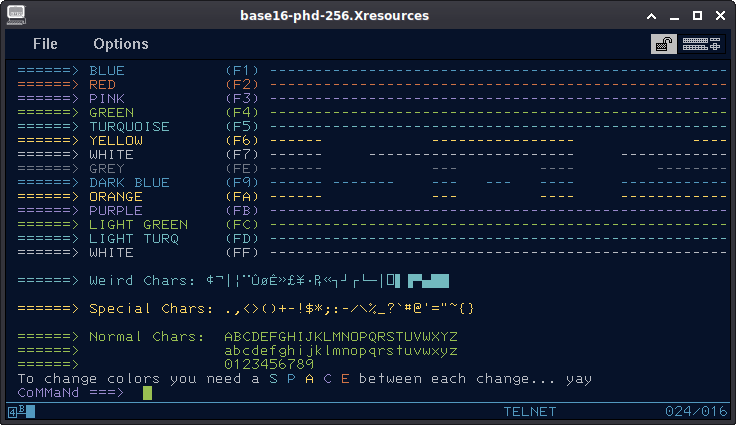 base16-phd-256.Xresources
File Options
======> BLUE (F1) ---------------------------------------------------
======> RED (F2) ---------------------------------------------------
======> PINK (F3) ---------------------------------------------------
======> GREEN (F4) ---------------------------------------------------
======> TURQUOISE (F5) ---------------------------------------------------
======> YELLOW (F6) ------ ------------ ----
======> WHITE (F7) ------ ---------------------- ------------
======> GREY (FE) ------ --- ---- ---
======> DARK BLUE (F9) ------ ------- --- --- ---- ---
======> ORANGE (FA) ------ --- ---- ------------
======> PURPLE (FB) ---------------------------------------------------
======> LIGHT GREEN (FC) ---------------------------------------------------
======> LIGHT TURQ (FD) ---------------------------------------------------
======> WHITE (FF) ---------------------------------------------------
======> Weird Chars: ¢¬|¦¨ÛøÊ»£¥·
======> Special Chars: .,<>()+-!$*;:-/\%_?`#@'="~{}
======> Normal Chars: ABCDEFGHIJKLMNOPQRSTUVWXYZ
======> abcdefghijklmnopqrstuvwxyz
======> 0123456789
To change colors you need a S P A C E between each change... yay
CoMMaNd ===>
4B TELNET 024/016